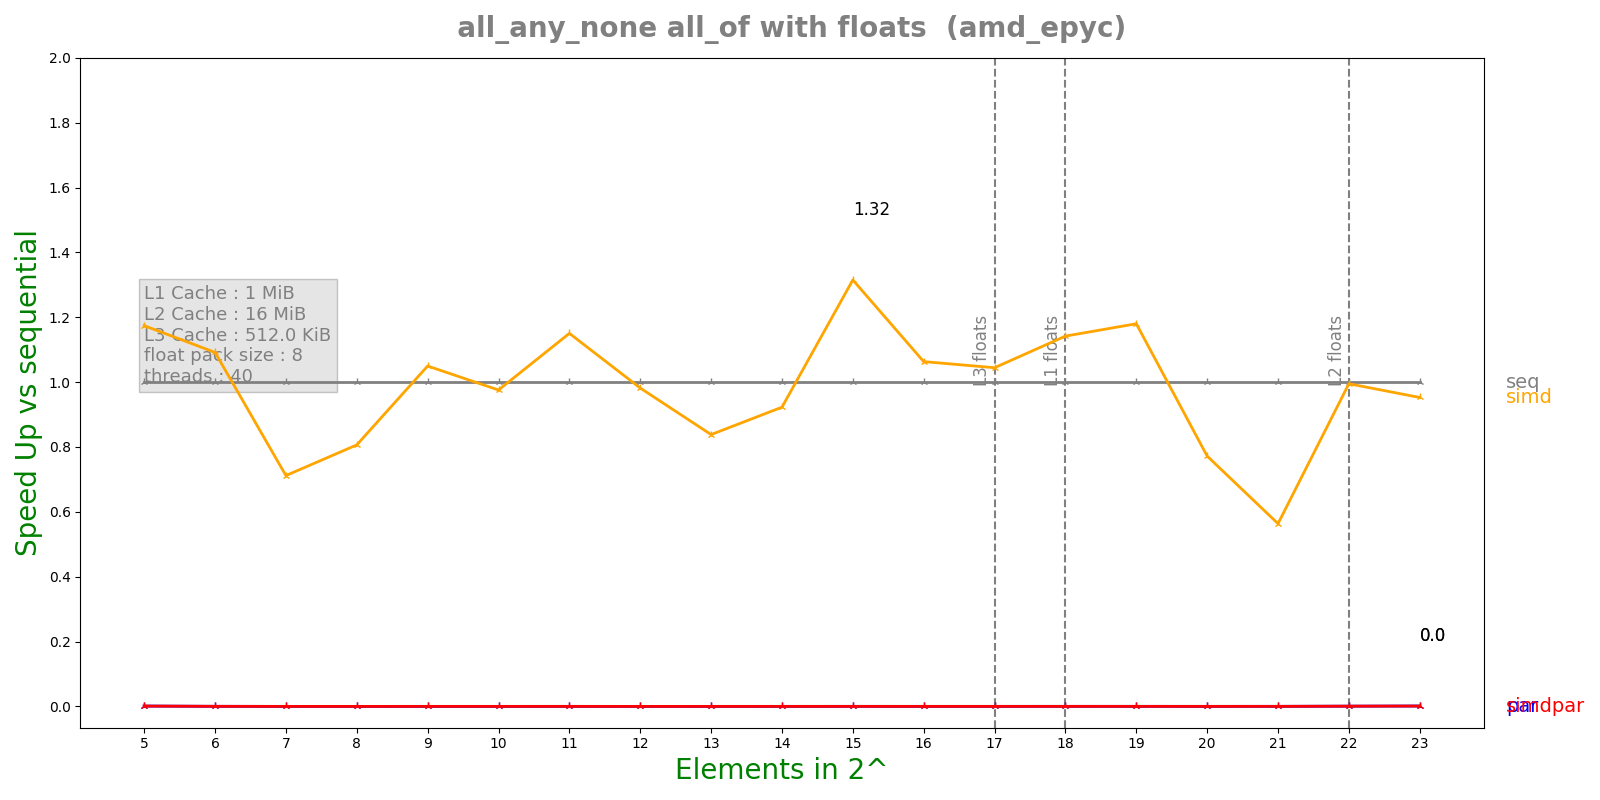 all_any_none all_of with floats  (amd_epyc)
Speed Up vs sequential
2.0
1.8
1.6
1.4
1.2
1.0
0.8
0.6
0.4
0.2
0.0
L1 Cache : 1 MiB
L2 Cache : 16 MiB
L3 Cache : 512.0 KiB
float pack size : 8
threads : 40
1.32
L3 floats
L1 floats
L2 floats
0.0
seq
simd
par
simdpar
5 6 7 8 9 10 11 12 13 14 15 16 17 18 19 20 21 22 23
Elements in 2^